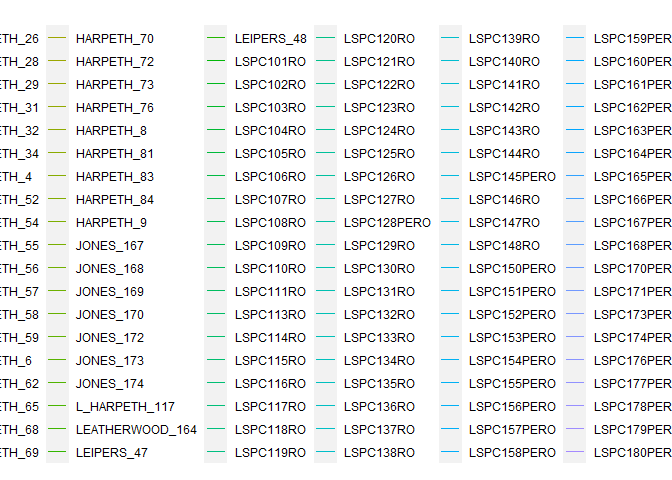 ETH_26 HARPETH_70 LEIPERS_48 LSPC120RO LSPC139RO LSPC159PER
ETH_28 HARPETH_72 LSPC101RO LSPC121RO LSPC140RO LSPC160PER
ETH_29 HARPETH_73 LSPC102RO LSPC122RO LSPC141RO LSPC161PER
ETH_31 HARPETH_76 LSPC103RO LSPC123RO LSPC142RO LSPC162PER
ETH_32 HARPETH_8 LSPC104RO LSPC124RO LSPC143RO LSPC163PER
ETH_34 HARPETH_81 LSPC105RO LSPC125RO LSPC144RO LSPC164PER
ETH_4 HARPETH_83 LSPC106RO LSPC126RO LSPC145PERO LSPC165PER
ETH_52 HARPETH_84 LSPC107RO LSPC127RO LSPC146RO LSPC166PER
ETH_54 HARPETH_9 LSPC108RO LSPC128PERO LSPC147RO LSPC167PER
ETH_55 JONES_167 LSPC109RO LSPC129RO LSPC148RO LSPC168PER
ETH_56 JONES_168 LSPC110RO LSPC130RO LSPC150PERO LSPC170PER
ETH_57 JONES_169 LSPC111RO LSPC131RO LSPC151PERO LSPC171PER
ETH_58 JONES_170 LSPC113RO LSPC132RO LSPC152PERO LSPC173PER
ETH_59 JONES_172 LSPC114RO LSPC133RO LSPC153PERO LSPC174PER
ETH_6 JONES_173 LSPC115RO LSPC134RO LSPC154PERO LSPC176PER
ETH_62 JONES_174 LSPC116RO LSPC135RO LSPC155PERO LSPC177PER
ETH_65 L_HARPETH_117 LSPC117RO LSPC136RO LSPC156PERO LSPC178PER
ETH_68 LEATHERWOOD_164 LSPC118RO LSPC137RO LSPC157PERO LSPC179PER
ETH_69 LEIPERS_47 LSPC119RO LSPC138RO LSPC158PERO LSPC180PER